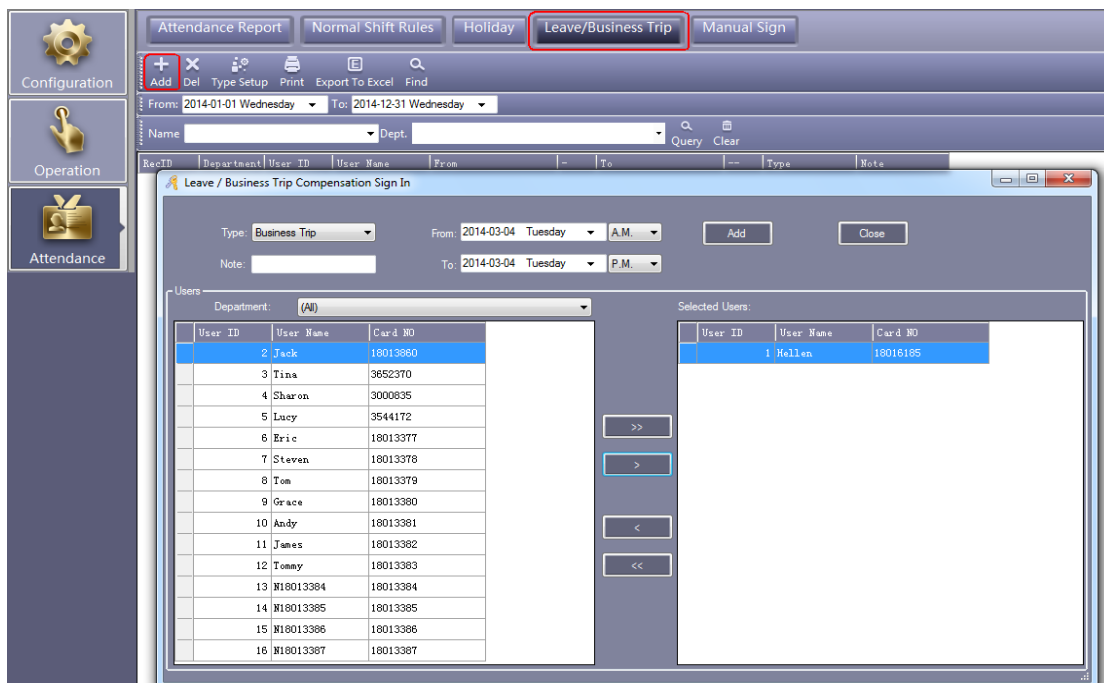 Attendance Report Normal Shift Rules Holiday Leave/Business Trip Manual Sign
Configuration
Add Del Type Setup Print Export To Excel Find
From: 2014-01-01 Wednesday To: 2014-12-31 Wednesday
Name Dept. Query Clear
Operation
RecID Department User ID User Name From - To -- Type Note
Leave / Business Trip Compensation Sign In
Type: Business Trip From: 2014-03-04 Tuesday A.M. Add Close
Attendance
Note: To: 2014-03-04 Tuesday P.M.
Users
Department: (All) Selected Users:
User ID User Name Card NO User ID User Name Card NO
2 Jack 18013860 1 Hellen 18016185
3 Tina 3652370
4 Sharon 3000835
5 Lucy 3544172
>>
6 Eric 18013377
7 Steven 18013378
>
8 Tom 18013379
9 Grace 18013380
10 Andy 18013381
<
11 James 18013382
12 Tommy 18013383
<<
13 N18013384 18013384
14 N18013385 18013385
15 N18013386 18013386
16 N18013387 18013387